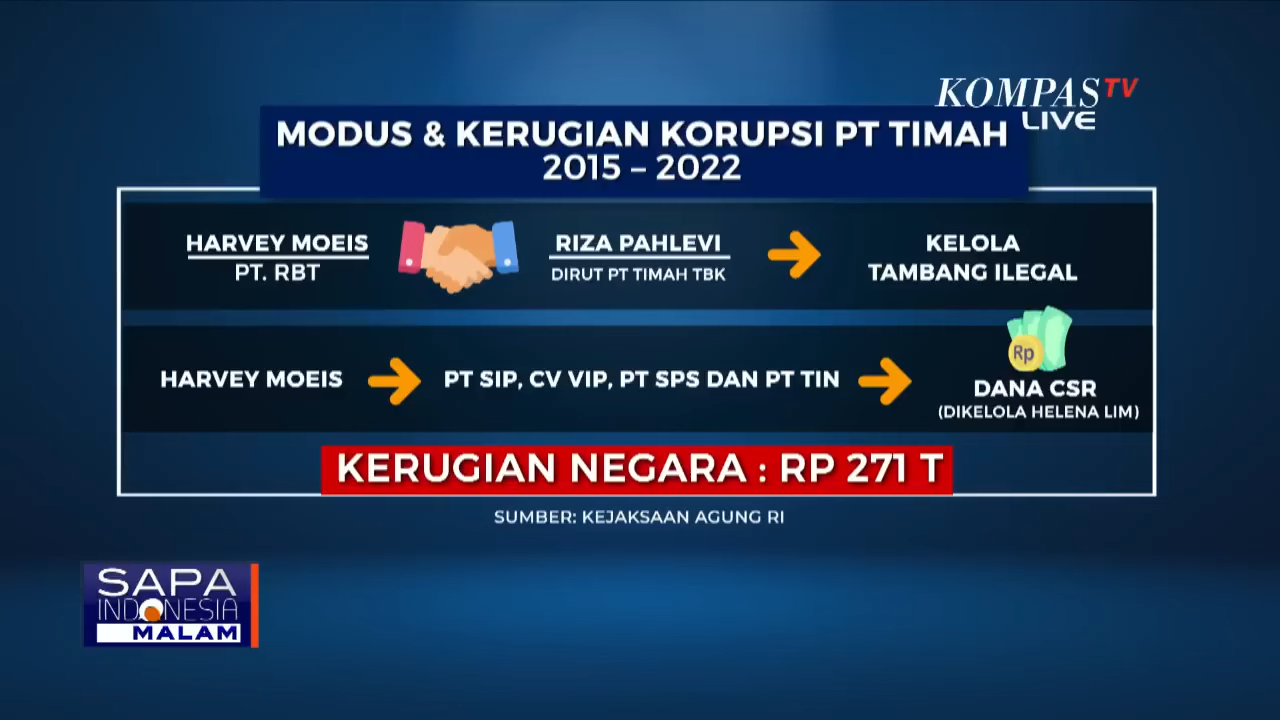 KOMPAS TV
LIVE
MODUS & KERUGIAN KORUPSI PT TIMAH
2015 – 2022
HARVEY MOEIS
PT. RBT
RIZA PAHLEVI
DIRUT PT TIMAH TBK
KELOLA
TAMBANG ILEGAL
HARVEY MOEIS
PT SIP, CV VIP, PT SPS DAN PT TIN
Rp
DANA CSR
(DIKELOLA HELENA LIM)
KERUGIAN NEGARA : RP 271 T
SUMBER: KEJAKSAAN AGUNG RI
SAPA
INDONESIA
MALAM